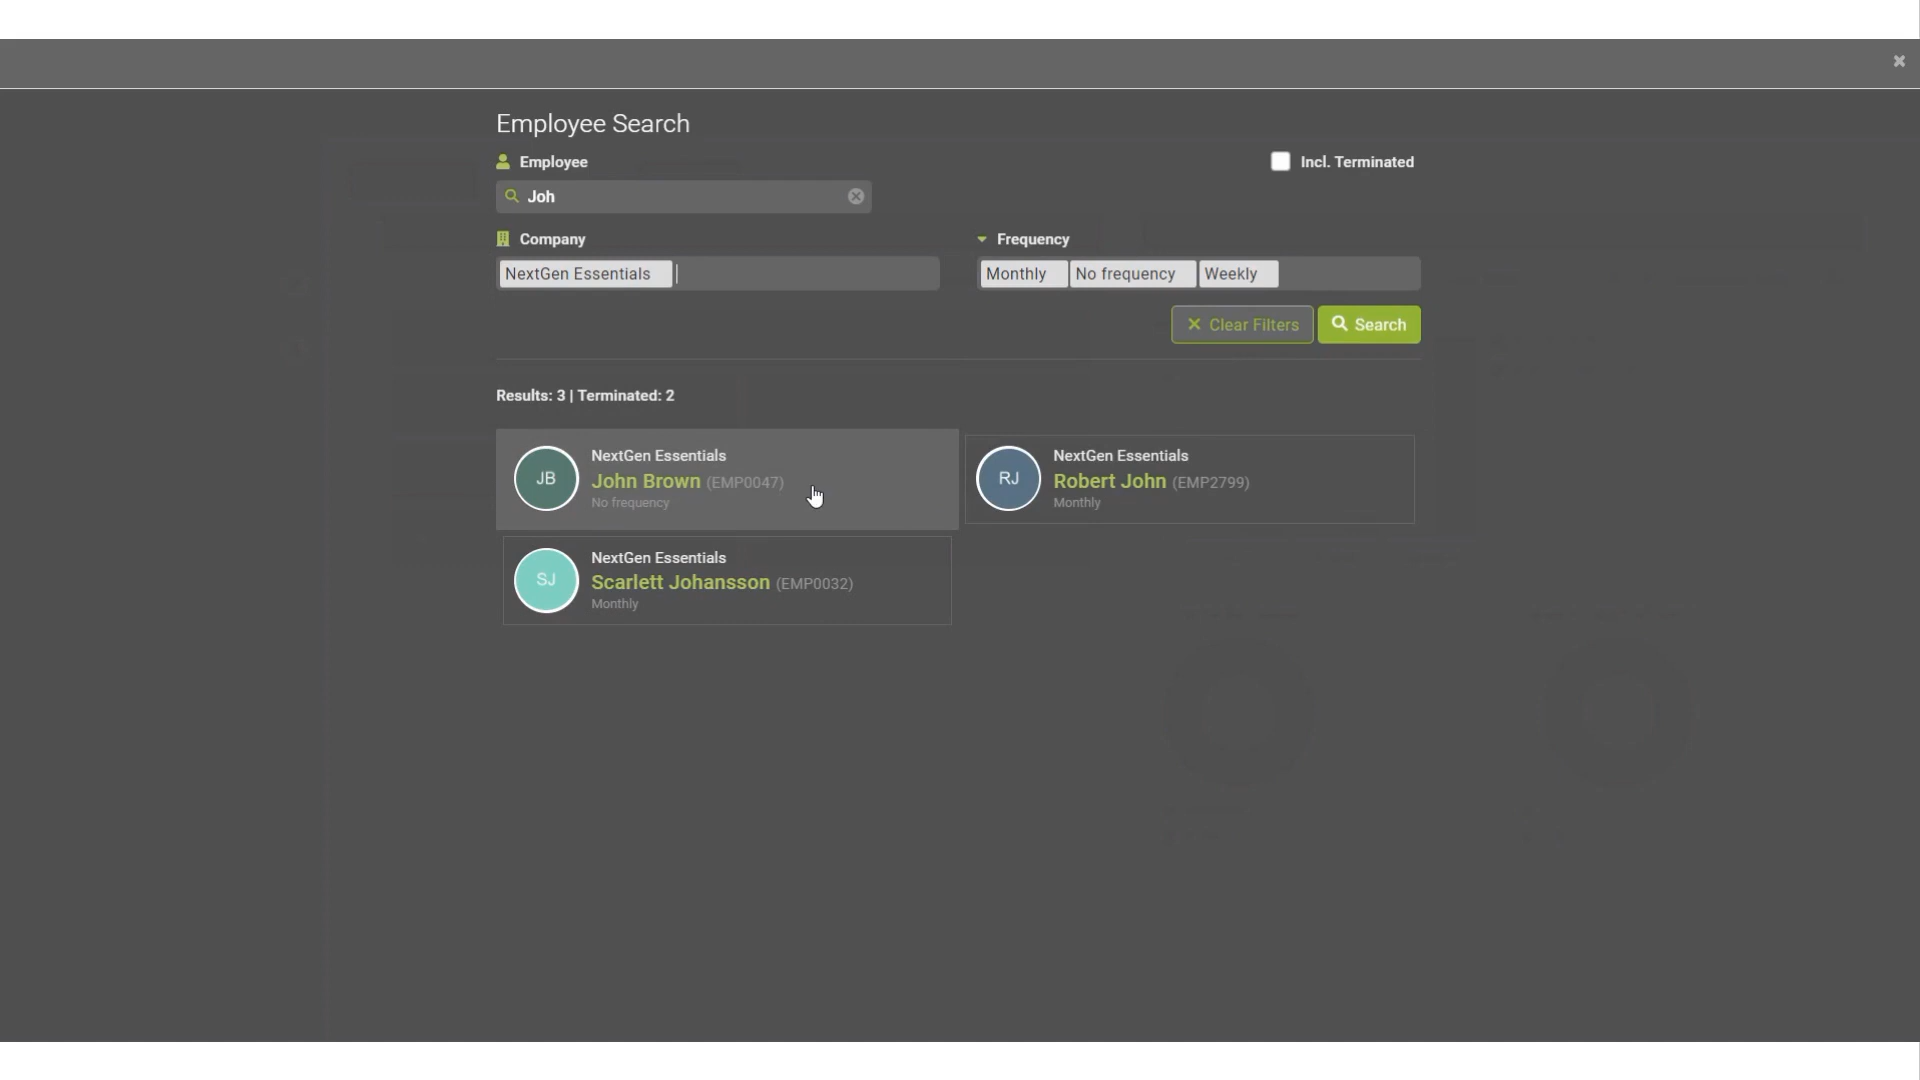 Employee Search
Employee
Incl. Terminated
Joh
Company
Frequency
NextGen Essentials
Monthly No frequency Weekly
Clear Filters
Search
Results: 3 | Terminated: 2
JB
NextGen Essentials
John Brown (EMP0047)
No frequency
RJ
NextGen Essentials
Robert John (EMP2799)
Monthly
SJ
NextGen Essentials
Scarlett Johansson (EMP0032)
Monthly